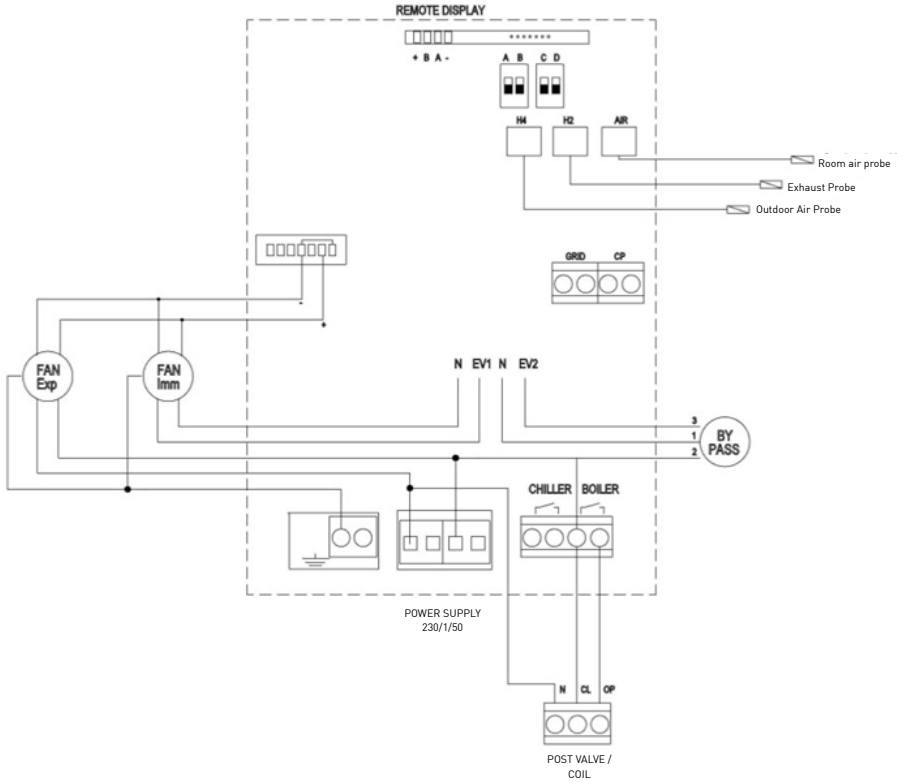 REMOTE DISPLAY
+ B A -
A B C D
H4 H2 AIR
Room air probe
Exhaust Probe
Outdoor Air Probe
GRID CP
-
+
FAN
Exp
FAN
Imm
N EV1 N EV2
3
1
2
BY
PASS
CHILLER BOILER
POWER SUPPLY
230/1/50
N CL OP
POST VALVE /
COIL